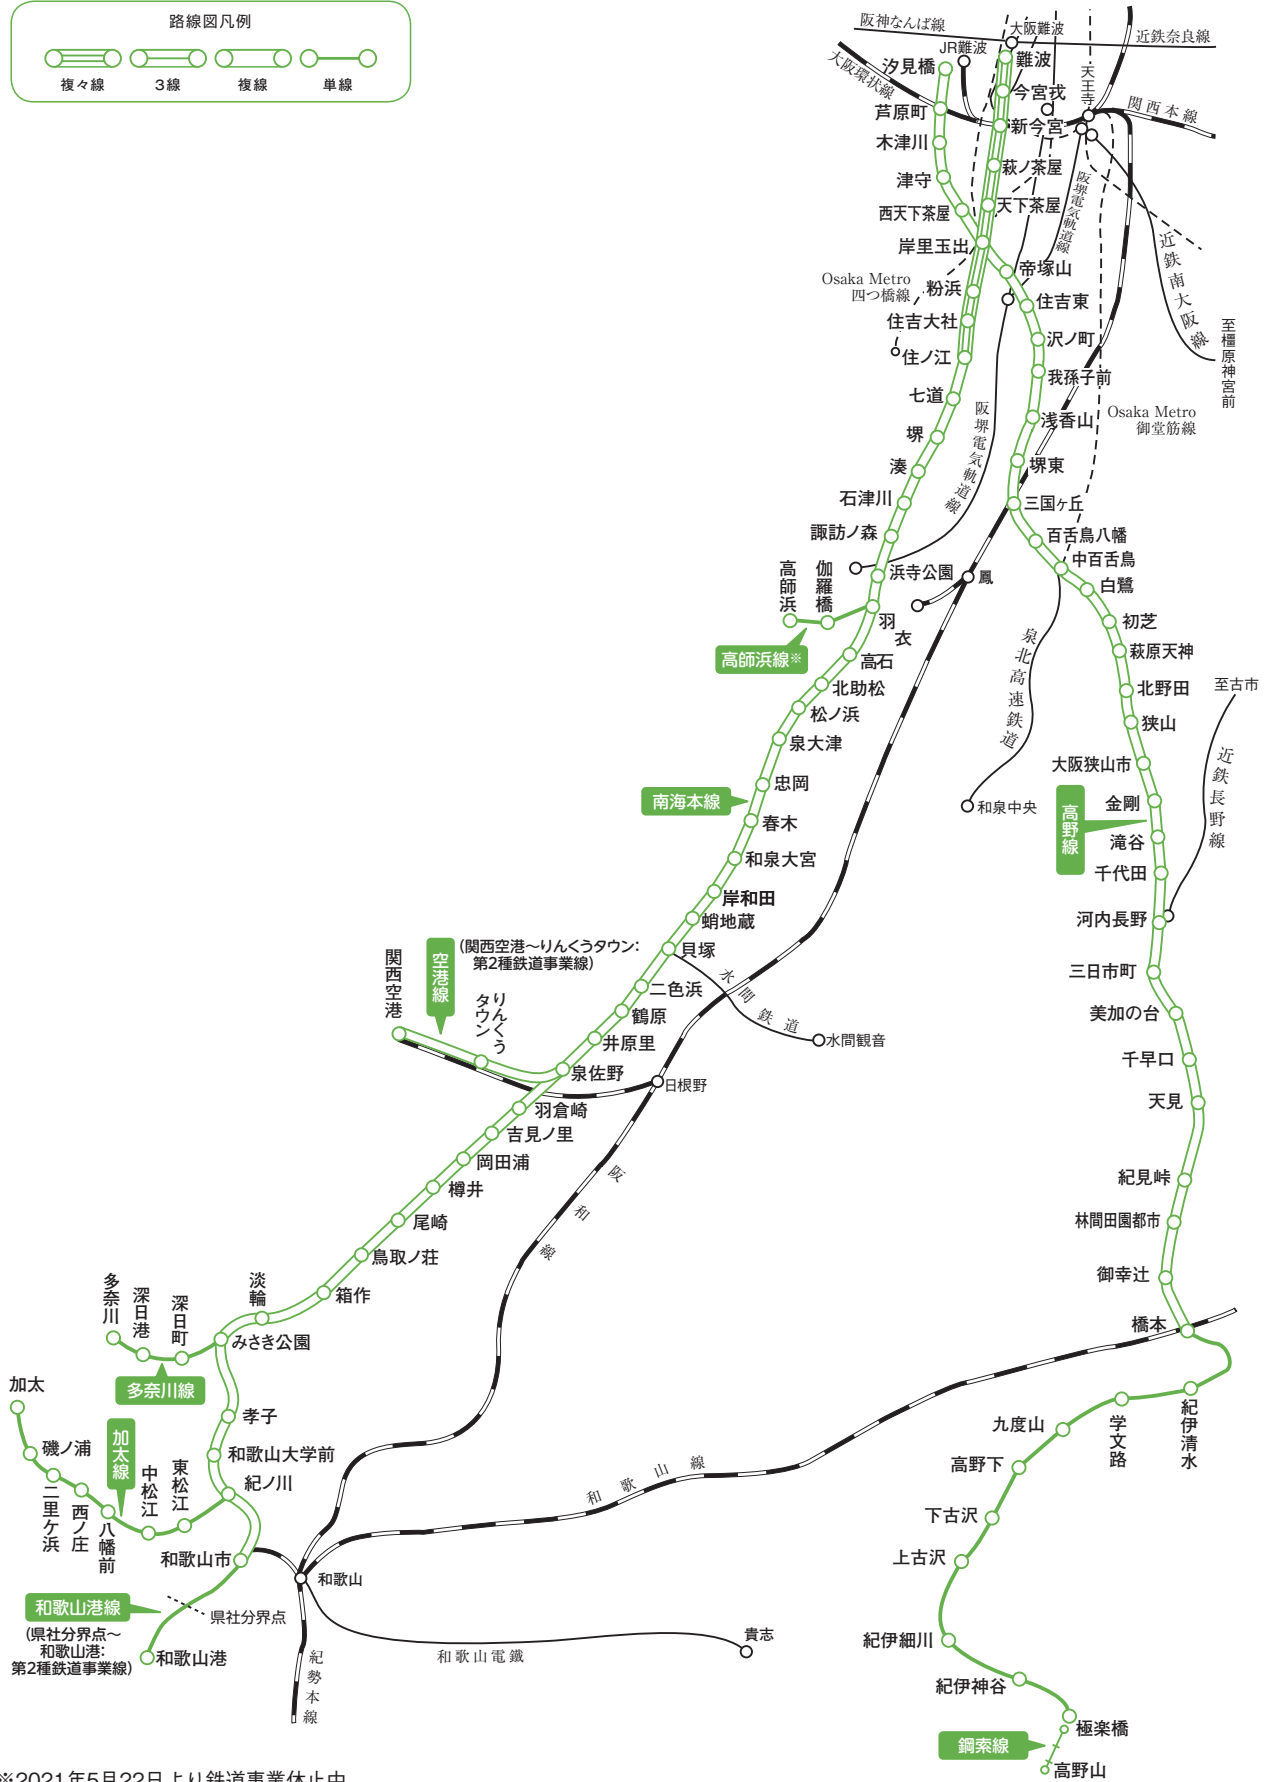 路線図凡例
複々線
3線
複線
単線
阪神なんば線
大阪難波
近鉄奈良線
JR難波
大阪環状線
汐見橋
難波
天王寺
今宮戎
関西本線
芦原町
新今宮
木津川
萩ノ茶屋
津守
阪堺電気軌道線
西天下茶屋
天下茶屋
岸里玉出
近鉄南大阪線
帝塚山
Osaka Metro
四つ橋線
粉浜
住吉東
住吉大社
沢ノ町
至橿原神宮前
住ノ江
我孫子前
七道
阪堺電気軌道線
浅香山
Osaka Metro
御堂筋線
堺
堺東
湊
石津川
三国ヶ丘
諏訪ノ森
百舌鳥八幡
中百舌鳥
高師浜
伽羅橋
浜寺公園
鳳
白鷺
羽衣
初芝
高師浜線※
高石
泉北高速鉄道
萩原天神
北助松
北野田
至古市
松ノ浜
狭山
泉大津
近鉄長野線
大阪狭山市
忠岡
南海本線
和泉中央
金剛
高野線
春木
滝谷
和泉大宮
千代田
岸和田
河内長野
蛸地蔵
関西空港
空港線
(関西空港〜りんくうタウン:
第2種鉄道事業線)
貝塚
三日市町
水間鉄道
りんくう
タウン
二色浜
美加の台
鶴原
井原里
水間観音
千早口
泉佐野
日根野
天見
羽倉崎
吉見ノ里
岡田浦
阪和線
紀見峠
樽井
林間田園都市
尾崎
鳥取ノ荘
御幸辻
多奈川
深日港
深日町
淡輪
箱作
橋本
みさき公園
多奈川線
加太
紀伊清水
孝子
学文路
九度山
加太線
磯ノ浦
和歌山大学前
高野下
二里ケ浜
西ノ庄
八幡前
中松江
東松江
紀ノ川
和歌山線
下古沢
和歌山市
上古沢
和歌山
和歌山港線
県社分界点
(県社分界点〜
和歌山港:
第2種鉄道事業線)
和歌山港
紀勢本線
和歌山電鐵
貴志
紀伊細川
紀伊神谷
極楽橋
鋼索線
高野山
※2021年5月22日より鉄道事業休止中